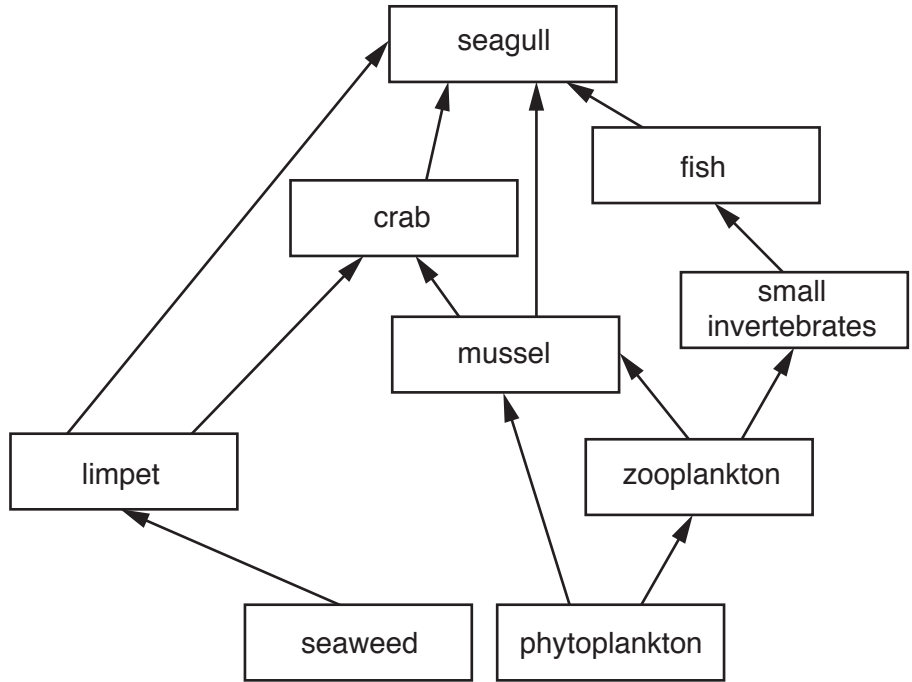 seagull
fish
crab
small
invertebrates
mussel
limpet
zooplankton
seaweed
phytoplankton